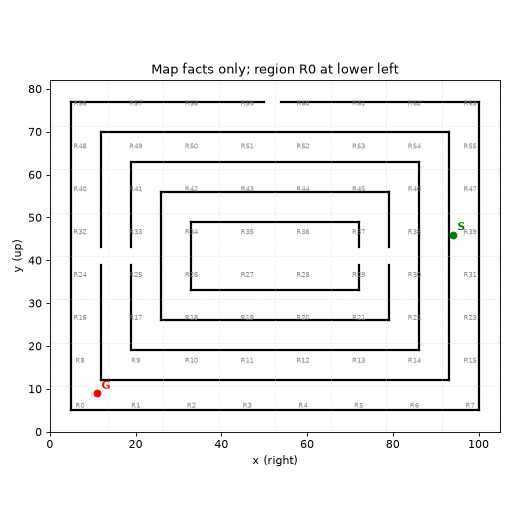 Map facts only; region R0 at lower left
80
R56 R57 R58 R59 R60 R61 R62 R63
70
R48 R49 R50 R51 R52 R53 R54 R55
60
R40 R41 R42 R43 R44 R45 R46 R47
50
S
R32 R33 R34 R35 R36 R37 R38 R39
40
R24 R25 R26 R27 R28 R29 R30 R31
30
R16 R17 R18 R19 R20 R21 R22 R23
20
R8 R9 R10 R11 R12 R13 R14 R15
10
G
R0 R1 R2 R3 R4 R5 R6 R7
0
0 20 40 60 80 100
x (right)
y (up)